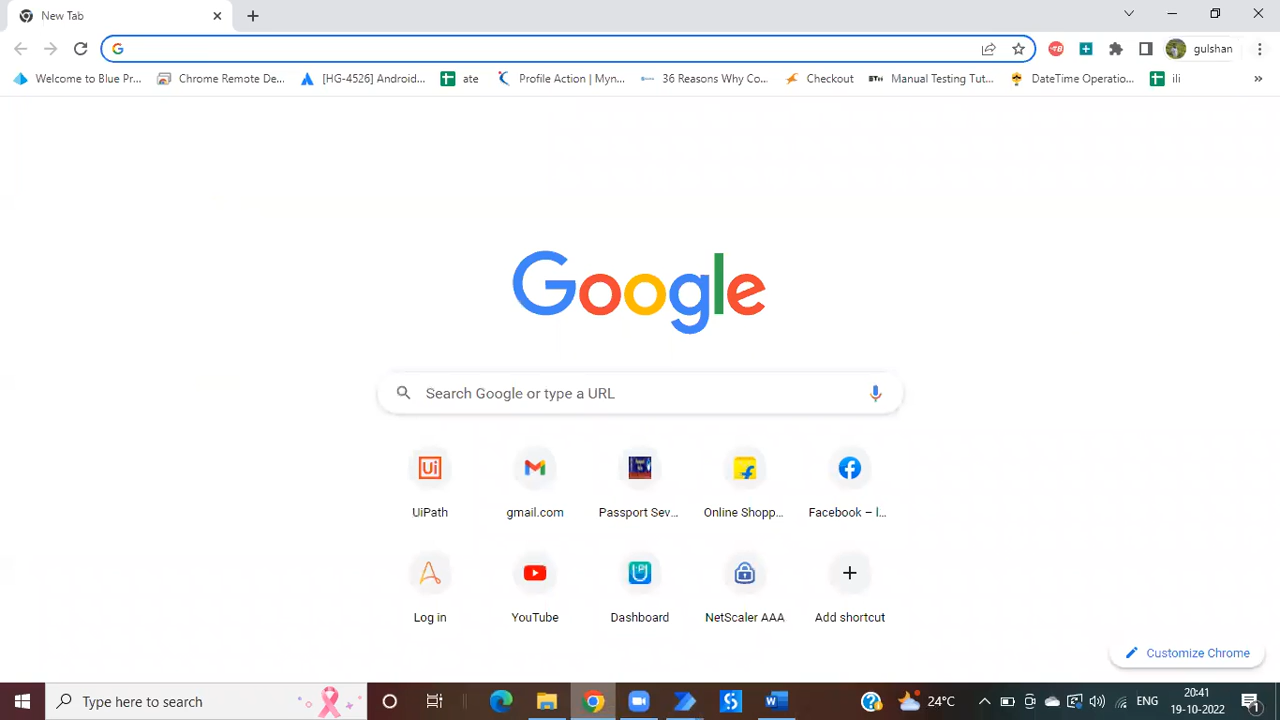 New Tab
gulshan
Welcome to Blue Pr...
Chrome Remote De...
[HG-4526] Android...
ate
Profile Action | Myn...
36 Reasons Why Co...
Checkout
BTH
Manual Testing Tut...
DateTime Operatio...
ili
»
Google
Search Google or type a URL
Ui
UiPath
gmail.com
Passport Sev...
Online Shopp...
Facebook – l...
Log in
YouTube
Dashboard
NetScaler AAA
Add shortcut
Customize Chrome
Type here to search
24°C
ENG
20:41
19-10-2022
1